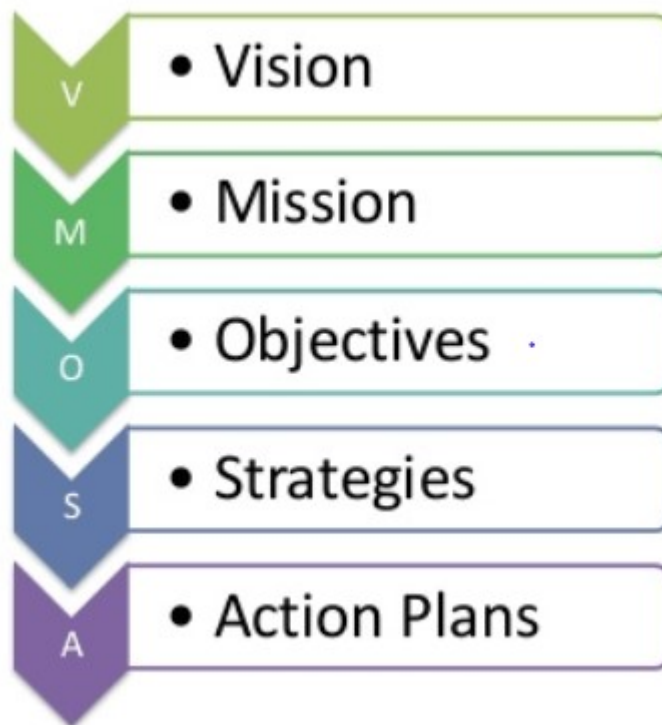 V
• Vision
M
• Mission
O
• Objectives
S
• Strategies
A
• Action Plans